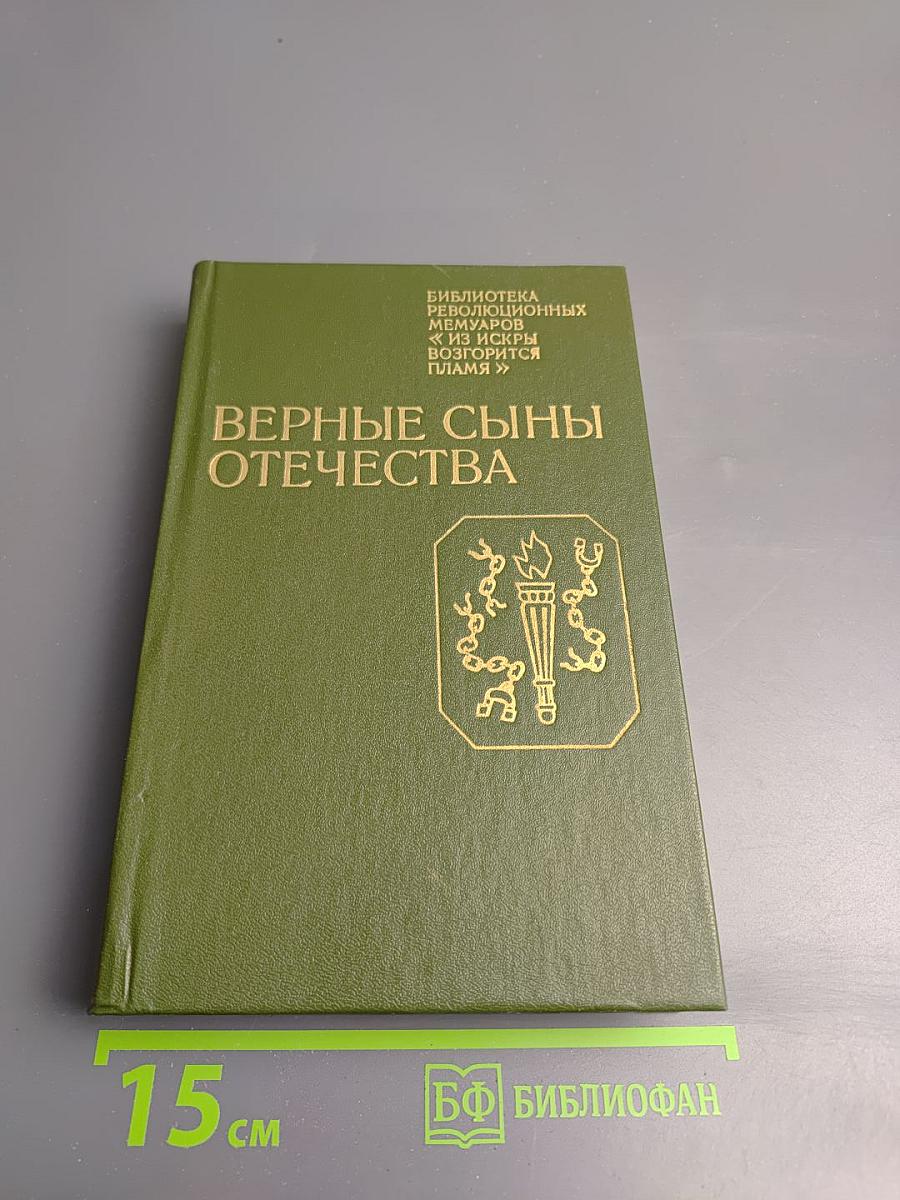 БИБЛИОТЕКА
РЕВОЛЮЦИОННЫХ
МЕМУАРОВ
«ИЗ ИСКРЫ
ВОЗГОРИТСЯ
ПЛАМЯ»
ВЕРНЫЕ СЫНЫ
ОТЕЧЕСТВА
15 см
БФ БИБЛИОФАН